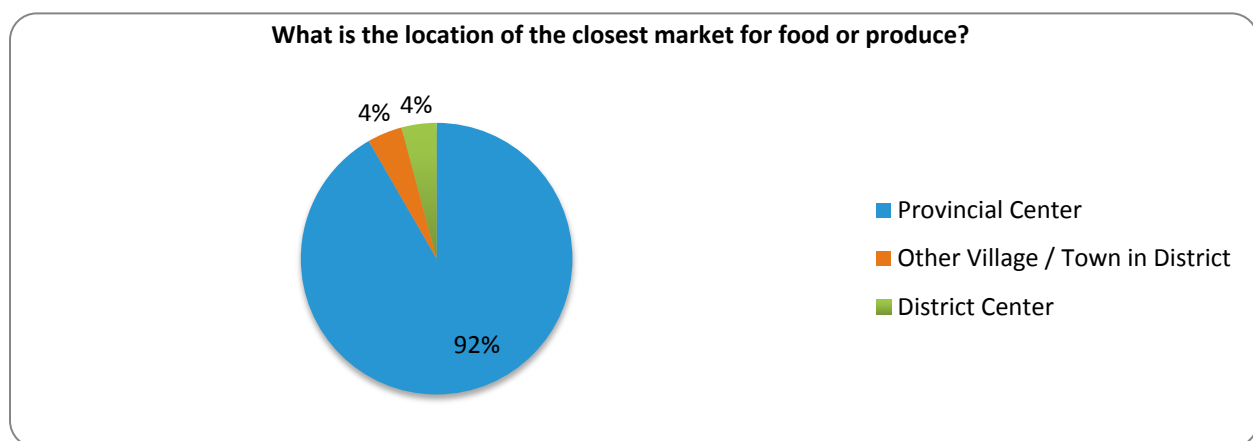 What is the location of the closest market for food or produce?
4% 4%
92%
Provincial Center
Other Village / Town in District
District Center